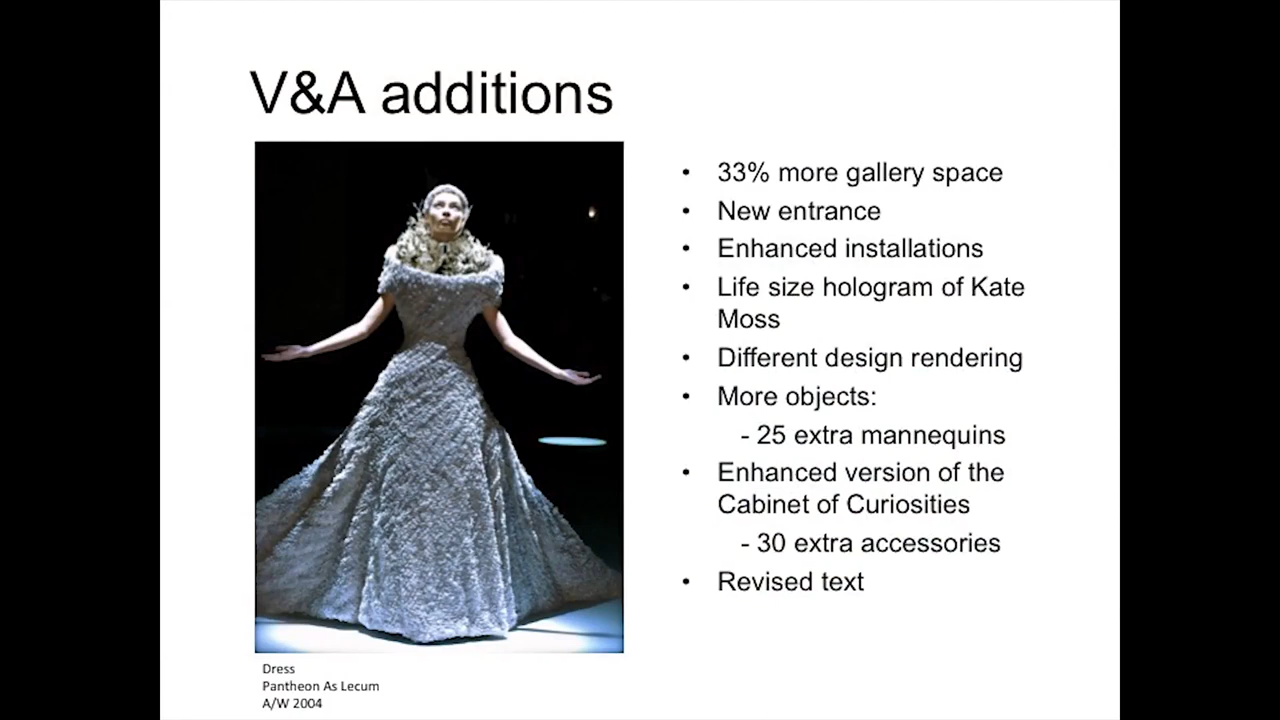 V&A additions
• 33% more gallery space
• New entrance
• Enhanced installations
• Life size hologram of Kate
Moss
• Different design rendering
• More objects:
- 25 extra mannequins
• Enhanced version of the
Cabinet of Curiosities
- 30 extra accessories
• Revised text
Dress
Pantheon As Lecum
A/W 2004